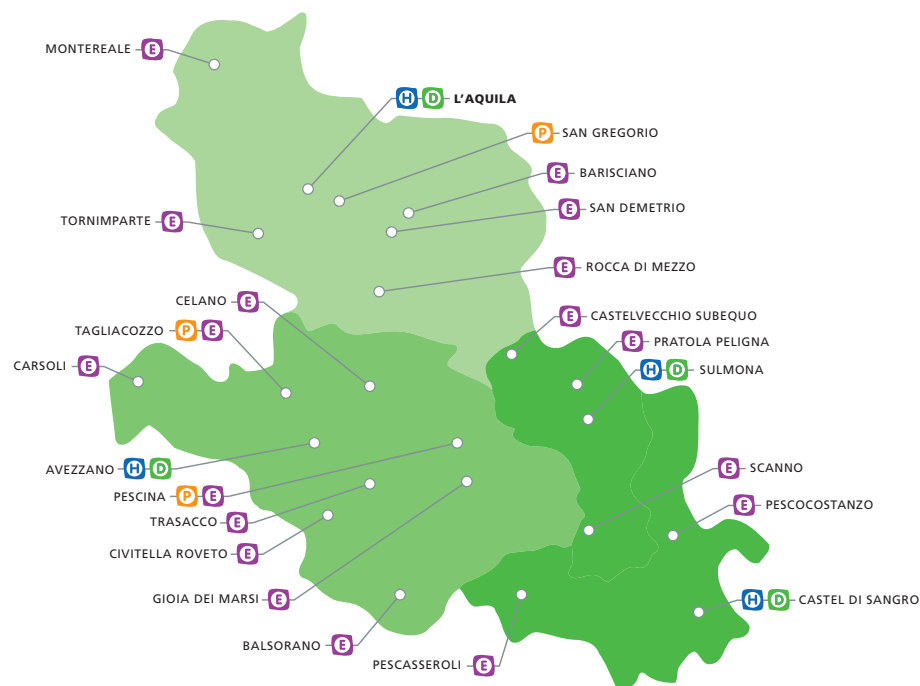 MONTEREALE E
H D L'AQUILA
P SAN GREGORIO
E BARISCIANO
E SAN DEMETRIO
TORNIMPARTE E
E ROCCA DI MEZZO
CELANO E
E CASTELVECCHIO SUBEQUO
TAGLIACOZZO P E
E PRATOLA PELIGNA
CARSOLI E
H D SULMONA
AVEZZANO H D
E SCANNO
PESCINA P E
E PESCOCOSTANZO
TRASACCO E
CIVITELLA ROVETO E
GIOIA DEI MARSI E
H D CASTEL DI SANGRO
BALSORANO E
PESCASSEROLI E